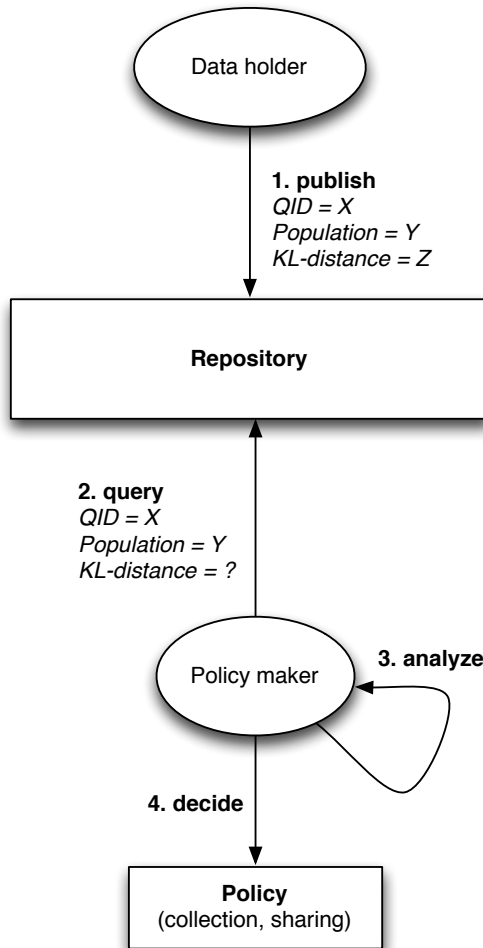 Data holder
1. publish
QID = X
Population = Y
KL-distance = Z
Repository
2. query
QID = X
Population = Y
KL-distance = ?
Policy maker
3. analyze
4. decide
Policy
(collection, sharing)